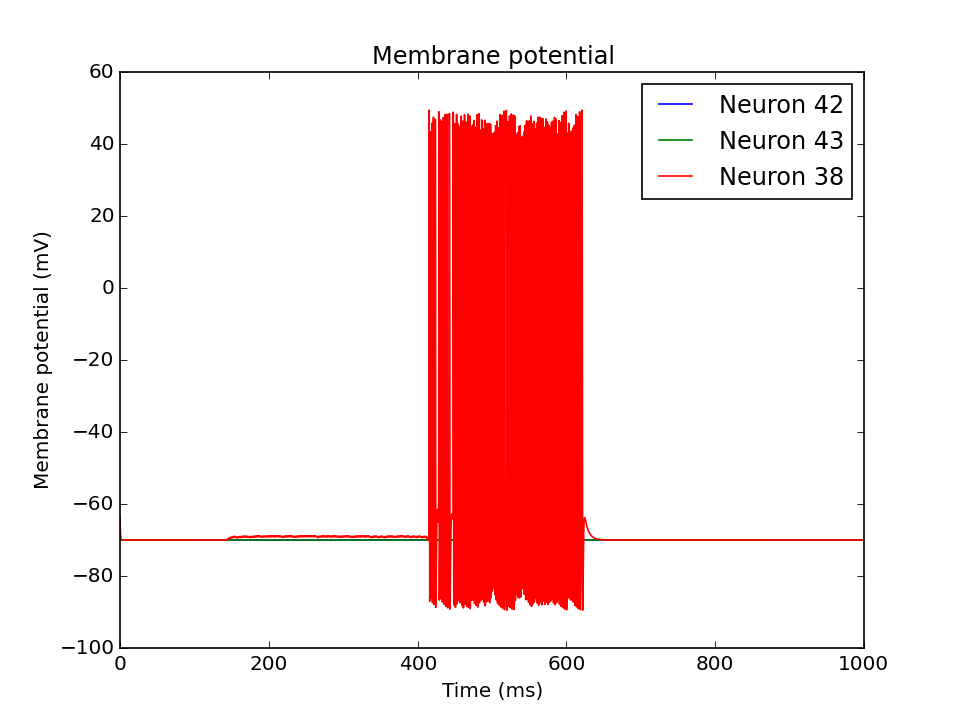 Membrane potential
60
40
20
0
−20
−40
−60
−80
−100
Membrane potential (mV)
Neuron 42
Neuron 43
Neuron 38
0 200 400 600 800 1000
Time (ms)